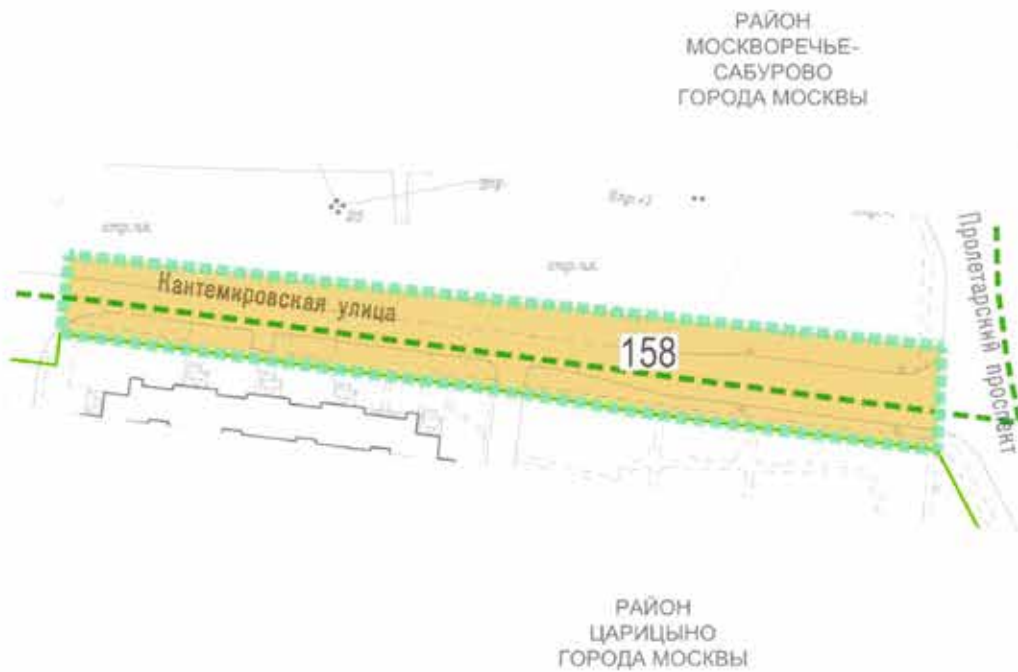 РАЙОН
МОСКВОРЕЧЬЕ-
САБУРОВО
ГОРОДА МОСКВЫ
Пролетарский проспект
Кантемировская улица
158
РАЙОН
ЦАРИЦЫНО
ГОРОДА МОСКВЫ